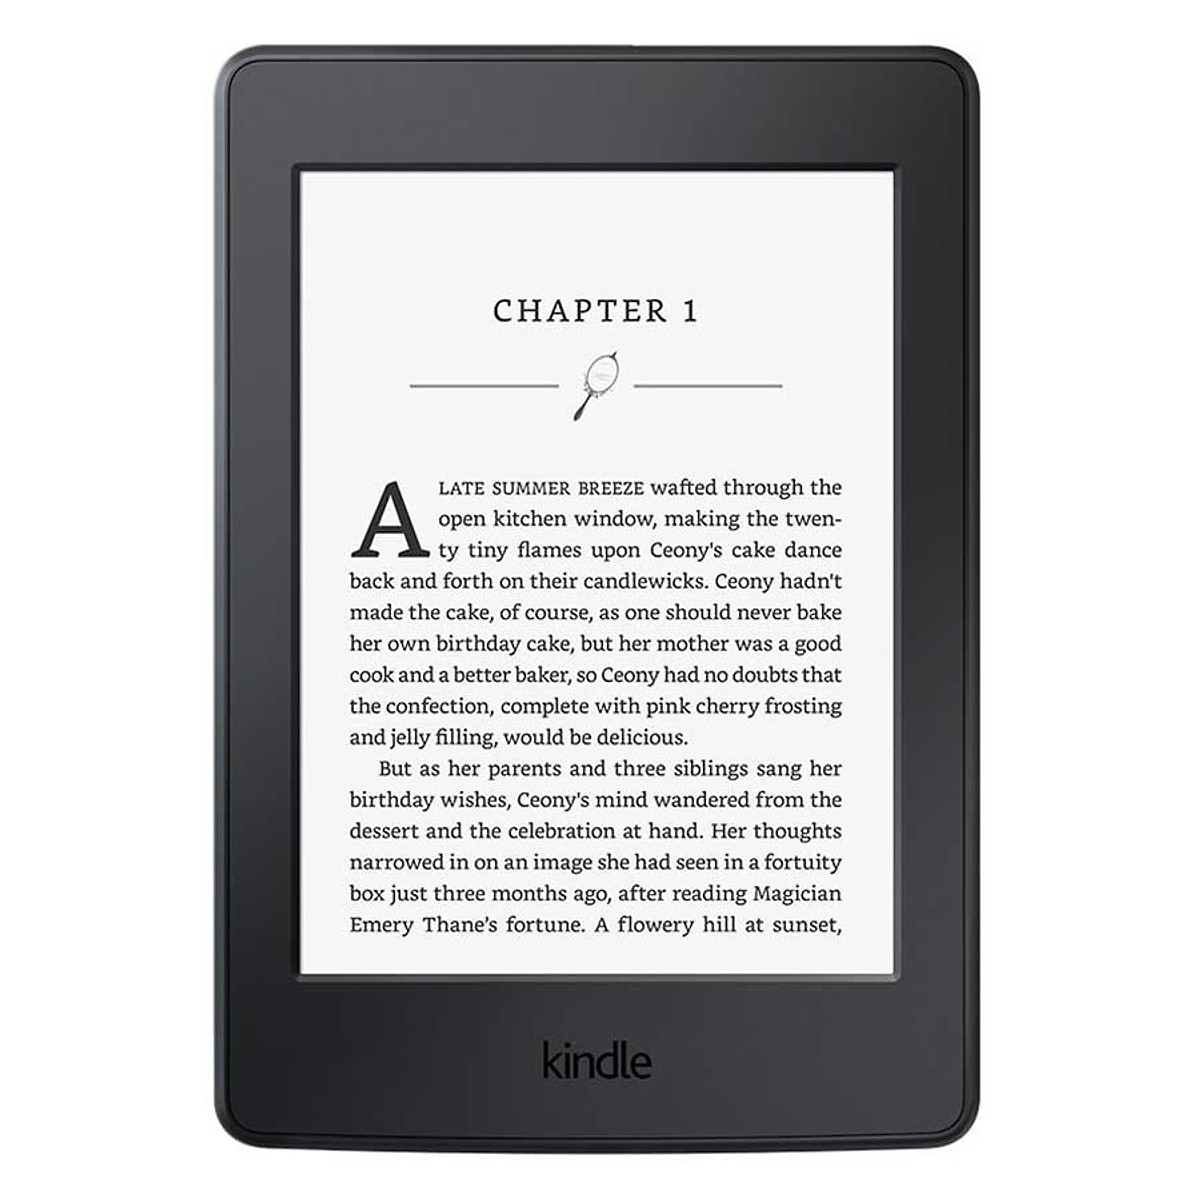 CHAPTER 1
A LATE SUMMER BREEZE wafted through the
open kitchen window, making the twen-
ty tiny flames upon Ceony's cake dance
back and forth on their candlewicks. Ceony hadn't
made the cake, of course, as one should never bake
her own birthday cake, but her mother was a good
cook and a better baker, so Ceony had no doubts that
the confection, complete with pink cherry frosting
and jelly filling, would be delicious.
But as her parents and three siblings sang her
birthday wishes, Ceony's mind wandered from the
dessert and the celebration at hand. Her thoughts
narrowed in on an image she had seen in a fortuity
box just three months ago, after reading Magician
Emery Thane’s fortune. A flowery hill at sunset,
kindle